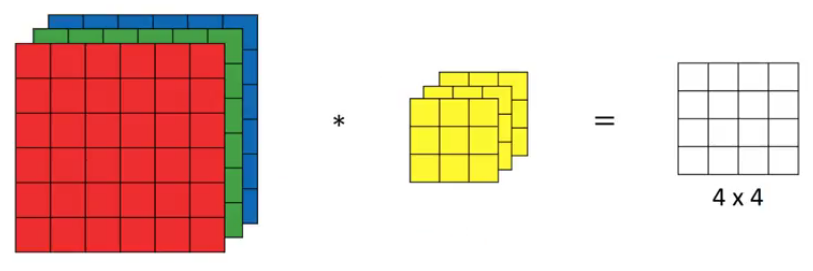 * =
4 x 4